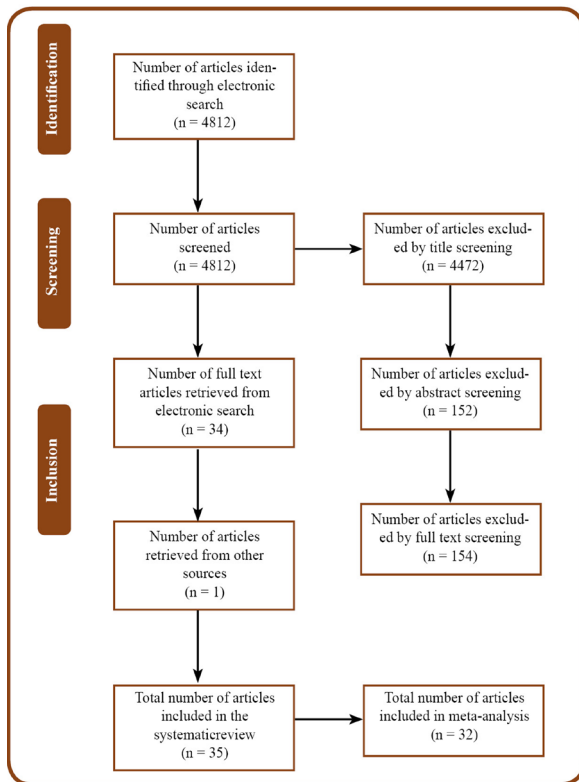 Identification
Number of articles iden-
tified through electronic
search
(n = 4812)
Screening
Number of articles
screened
(n = 4812)
Number of articles exclud-
ed by title screening
(n = 4472)
Inclusion
Number of full text
articles retrieved from
electronic search
(n = 34)
Number of articles exclud-
ed by abstract screening
(n = 152)
Number of articles
retrieved from other
sources
(n = 1)
Number of articles exclud-
ed by full text screening
(n = 154)
Total number of articles
included in the
systematicreview
(n = 35)
Total number of articles
included in meta-analysis
(n = 32)